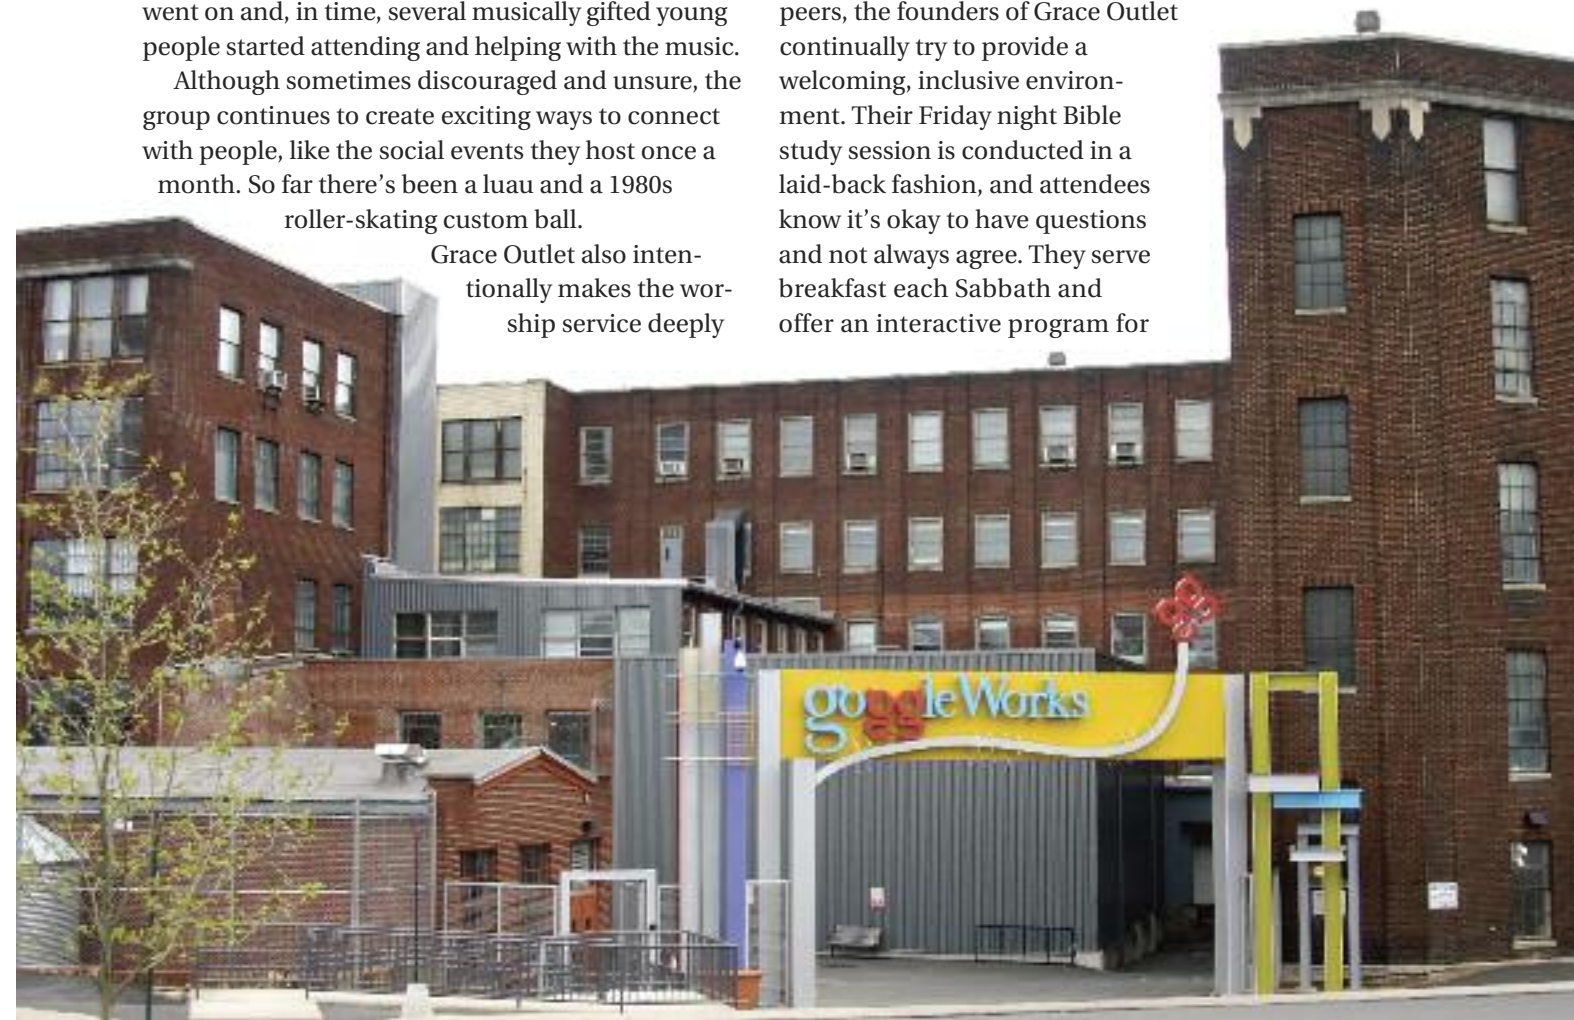 went on and, in time, several musically gifted young
people started attending and helping with the music.
Although sometimes discouraged and unsure, the
group continues to create exciting ways to connect
with people, like the social events they host once a
month. So far there’s been a luau and a 1980s
roller-skating custom ball.
Grace Outlet also inten-
tionally makes the wor-
ship service deeply
peers, the founders of Grace Outlet
continually try to provide a
welcoming, inclusive environ-
ment. Their Friday night Bible
study session is conducted in a
laid-back fashion, and attendees
know it’s okay to have questions
and not always agree. They serve
breakfast each Sabbath and
offer an interactive program for
goggleWorks